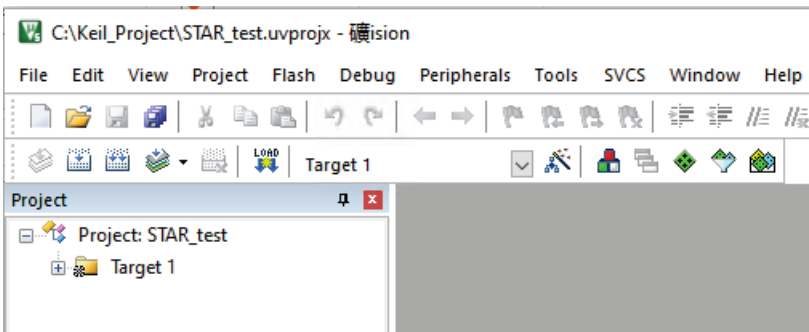 C:\Keil_Project\STAR_test.uvprojx - 礦ision
File Edit View Project Flash Debug Peripherals Tools SVCS Window Help
LOAD Target 1
Project
Project: STAR_test
Target 1